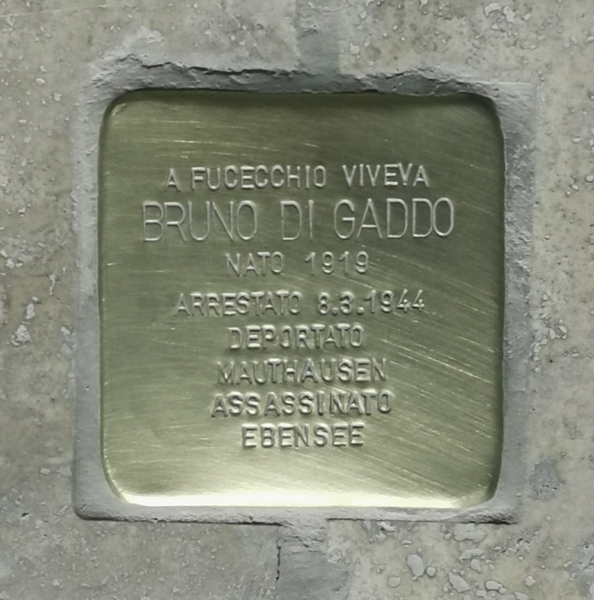 A FUCECCHIO VIVEVA
BRUNO DI GADDO
NATO 1919
ARRESTATO 8.3.1944
DEPORTATO
MAUTHAUSEN
ASSASSINATO
EBENSEE